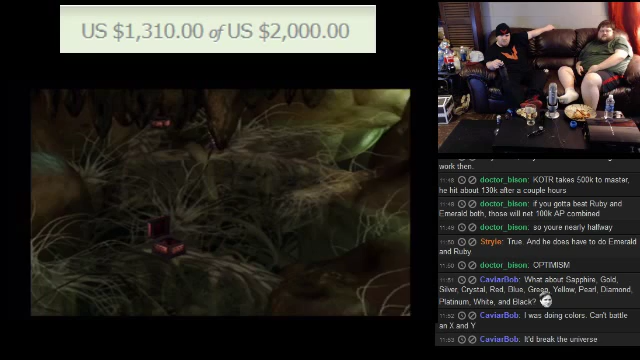 US $1,310.00 of US $2,000.00
work then.
11:48 doctor_bison: KOTR takes 500k to master,
he hit about 130k after a couple hours
11:48 doctor_bison: if you gotta beat Ruby and
Emerald both, those will net 100k AP combined
11:48 doctor_bison: so youre nearly halfway
11:50 Stryle: True. And he does have to do Emerald
and Ruby
11:50 doctor_bison: OPTIMISM
11:51 CaviarBob: What about Sapphire, Gold,
Silver, Crystal, Red, Blue, Green, Yellow, Pearl, Diamond,
Platinum, White, and Black?
11:52 CaviarBob: I was doing colors. Can't battle
an X and Y
11:53 CaviarBob: It'd break the universe